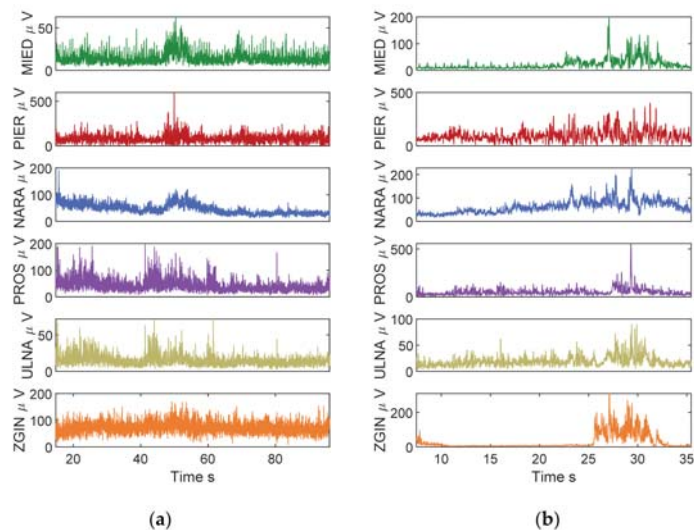 MIED μ V
50
0
PIER μ V
500
0
NARA μ V
200
100
0
PROS μ V
200
100
0
ULNA μ V
50
0
ZGIN μ V
200
100
0
20 40 60 80
Time s
(a)
MIED μ V
200
100
0
PIER μ V
500
0
NARA μ V
200
100
0
PROS μ V
500
0
ULNA μ V
100
50
0
ZGIN μ V
200
0
10 15 20 25 30 35
Time s
(b)